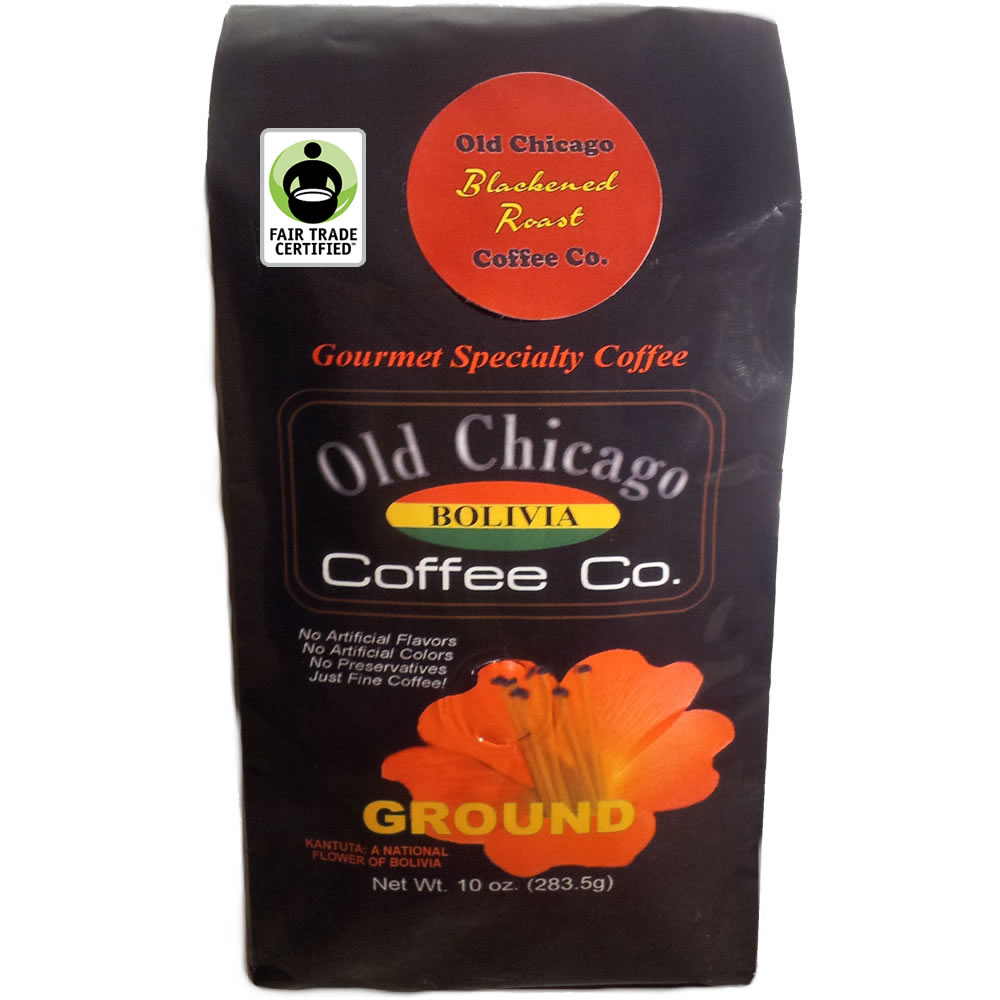 Old Chicago
Blackened
Roast
Coffee Co.
FAIR TRADE
CERTIFIED™
Gourmet Specialty Coffee
Old Chicago
BOLIVIA
Coffee Co.
No Artificial Flavors
No Artificial Colors
No Preservatives
Just Fine Coffee!
GROUND
KANTUTA: A NATIONAL
FLOWER OF BOLIVIA
Net Wt. 10 oz. (283.5g)